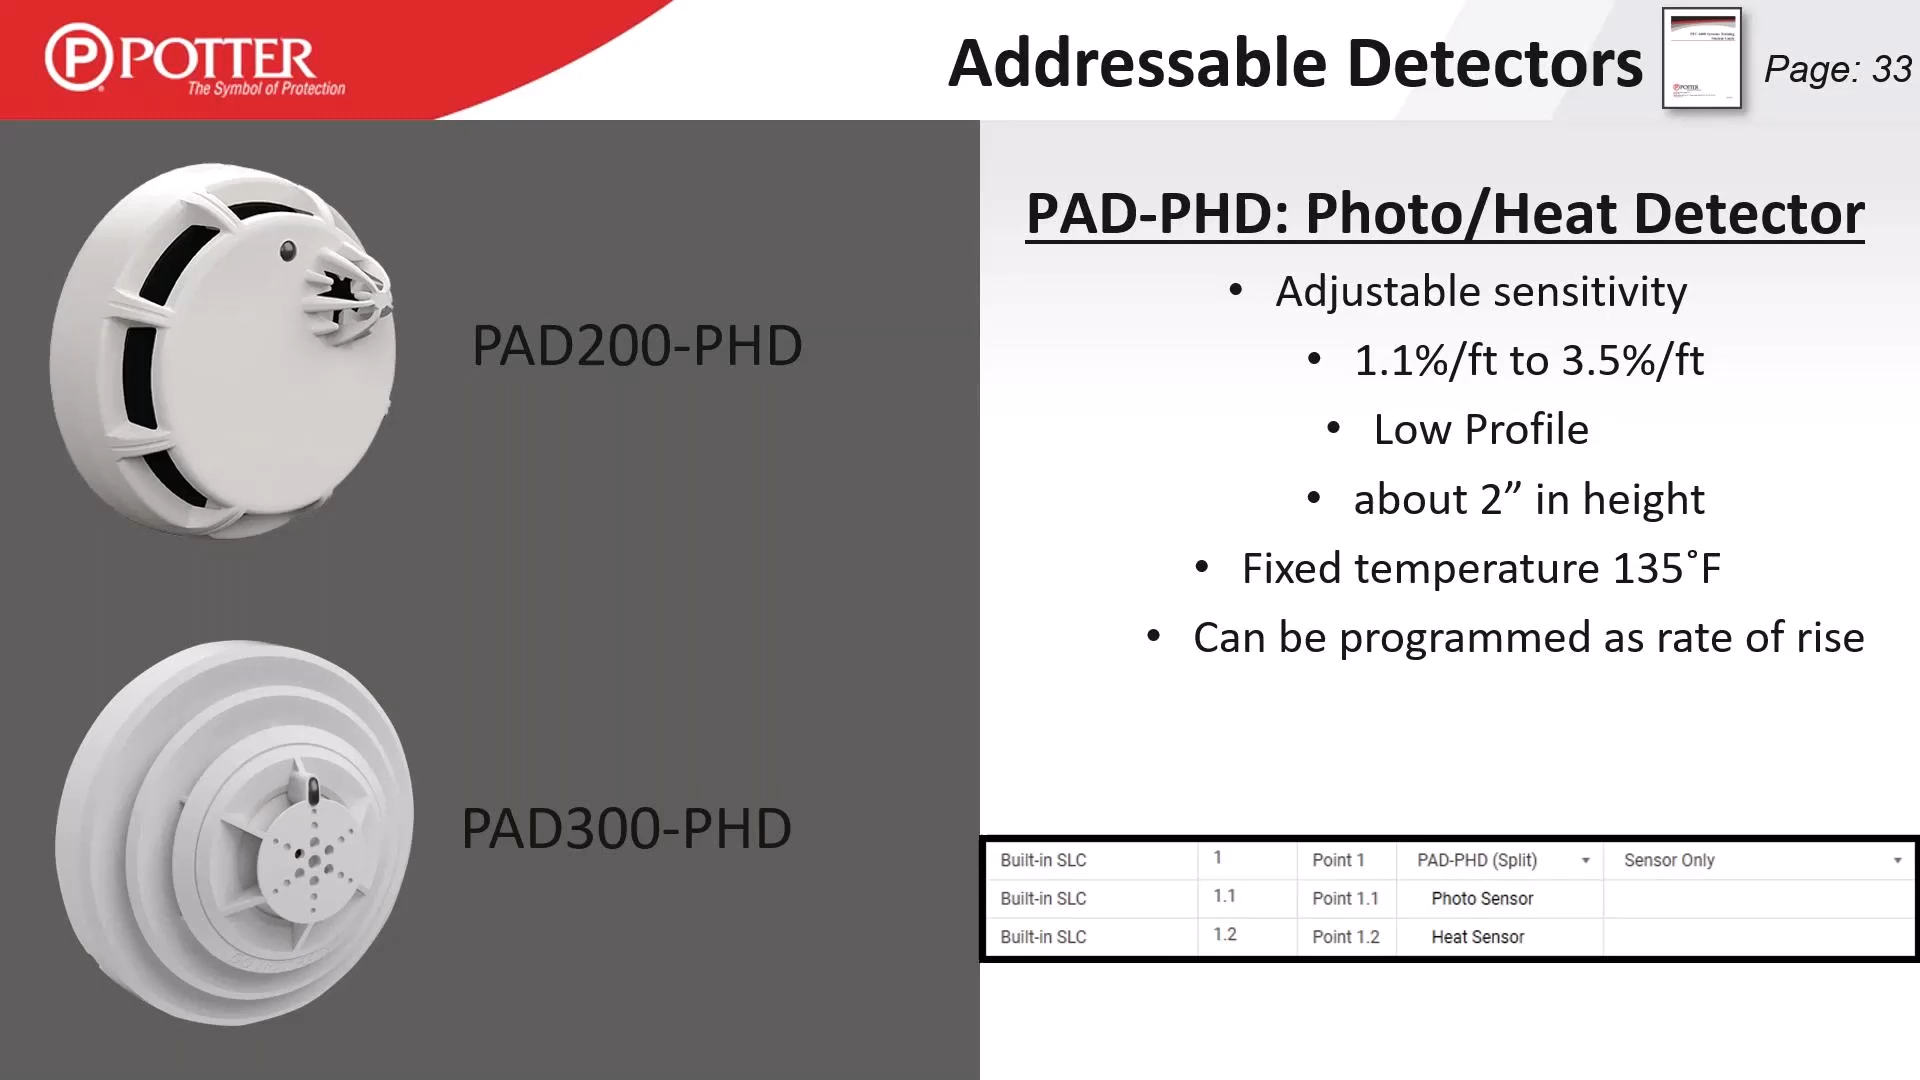 POTTER
The Symbol of Protection
Addressable Detectors
POTTER
Page: 33
PAD200-PHD
PAD300-PHD
PAD-PHD: Photo/Heat Detector
• Adjustable sensitivity
• 1.1%/ft to 3.5%/ft
• Low Profile
• about 2” in height
• Fixed temperature 135˚F
• Can be programmed as rate of rise
Built-in SLC 1 Point 1 PAD-PHD (Split) Sensor Only
Built-in SLC 1.1 Point 1.1 Photo Sensor
Built-in SLC 1.2 Point 1.2 Heat Sensor